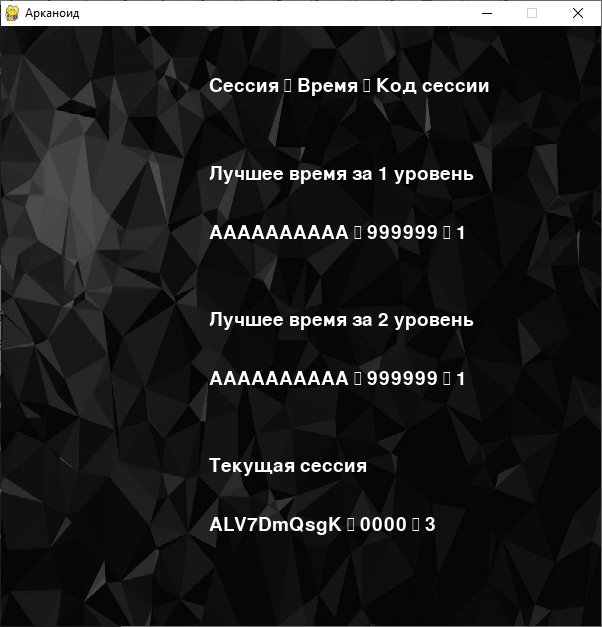 Арканоид
Сессия ▯ Время ▯ Код сессии
Лучшее время за 1 уровень
AAAAAAAAAA ▯ 999999 ▯ 1
Лучшее время за 2 уровень
AAAAAAAAAA ▯ 999999 ▯ 1
Текущая сессия
ALV7DmQsgK ▯ 0000 ▯ 3